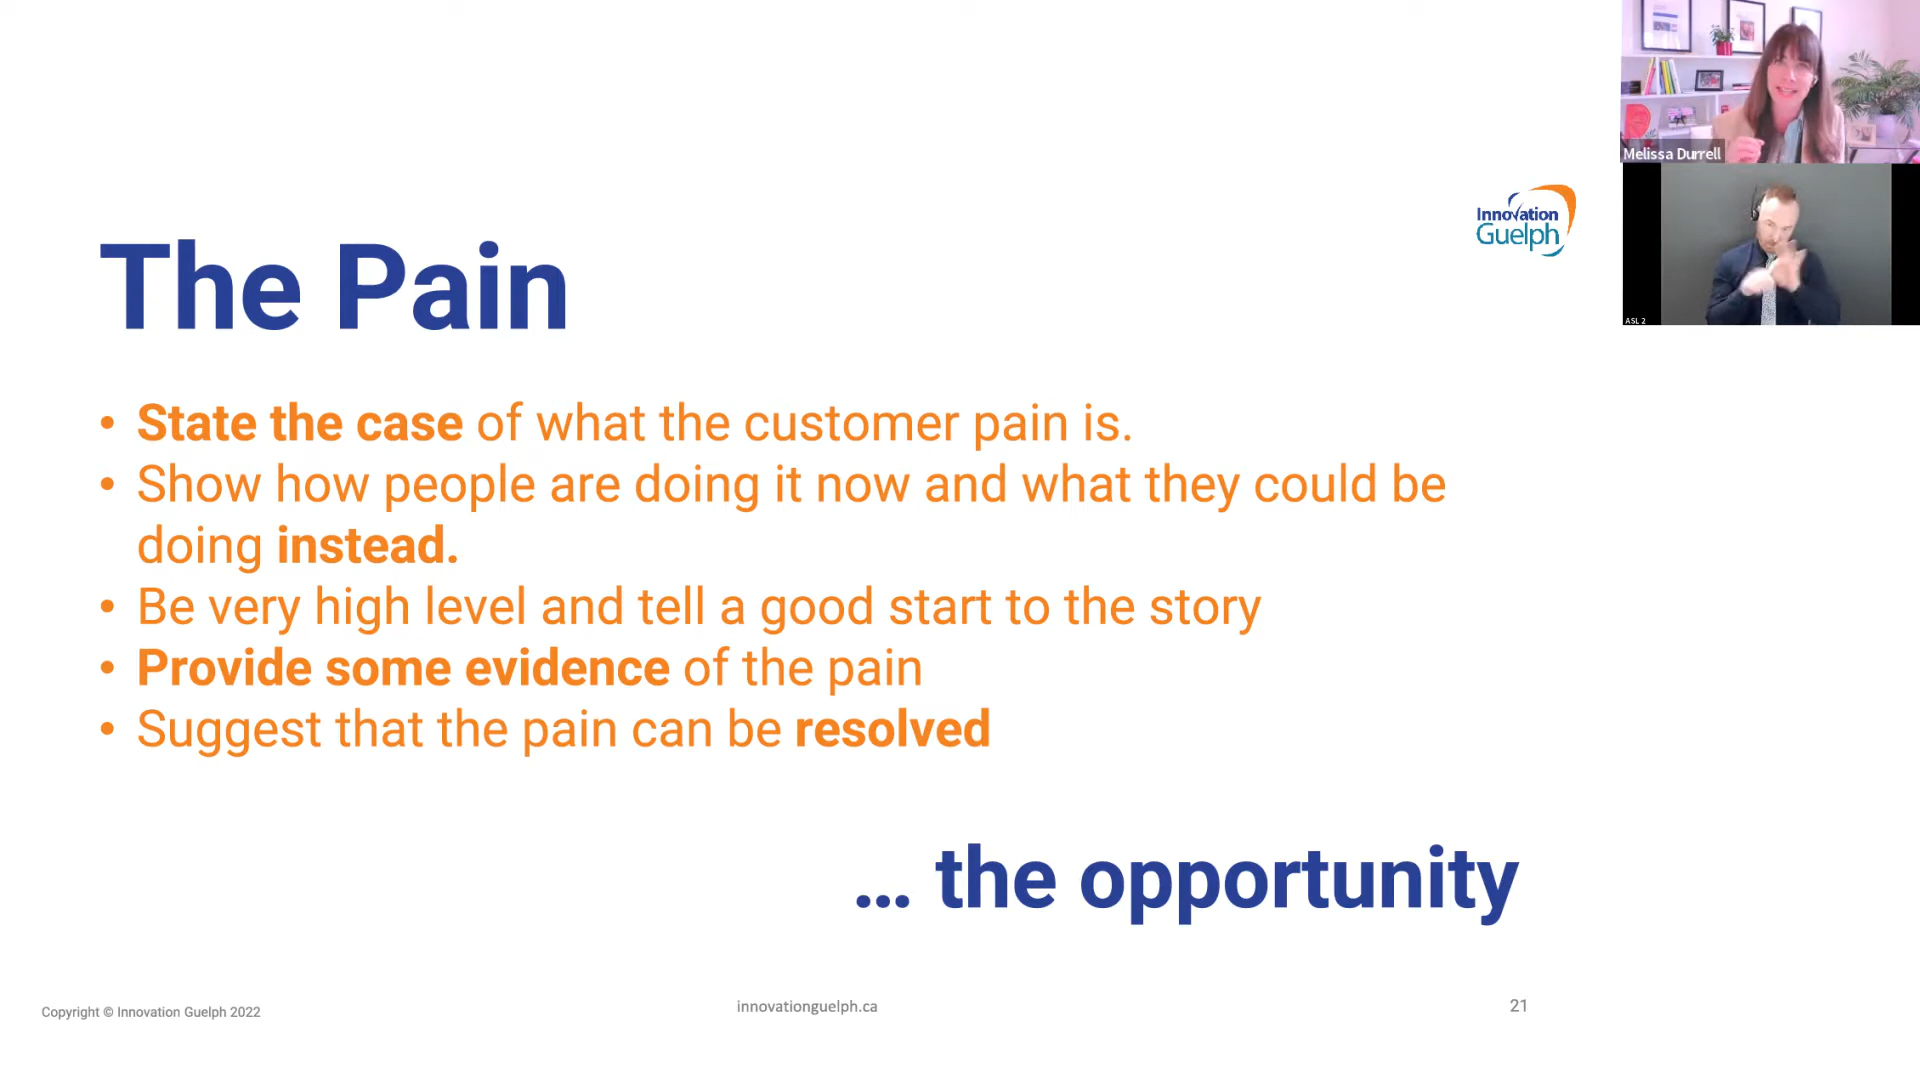 Melissa Durrell
Innovation
Guelph
ASL 2
The Pain
• State the case of what the customer pain is.
• Show how people are doing it now and what they could be
doing instead.
• Be very high level and tell a good start to the story
• Provide some evidence of the pain
• Suggest that the pain can be resolved
... the opportunity
Copyright © Innovation Guelph 2022
innovationguelph.ca
21